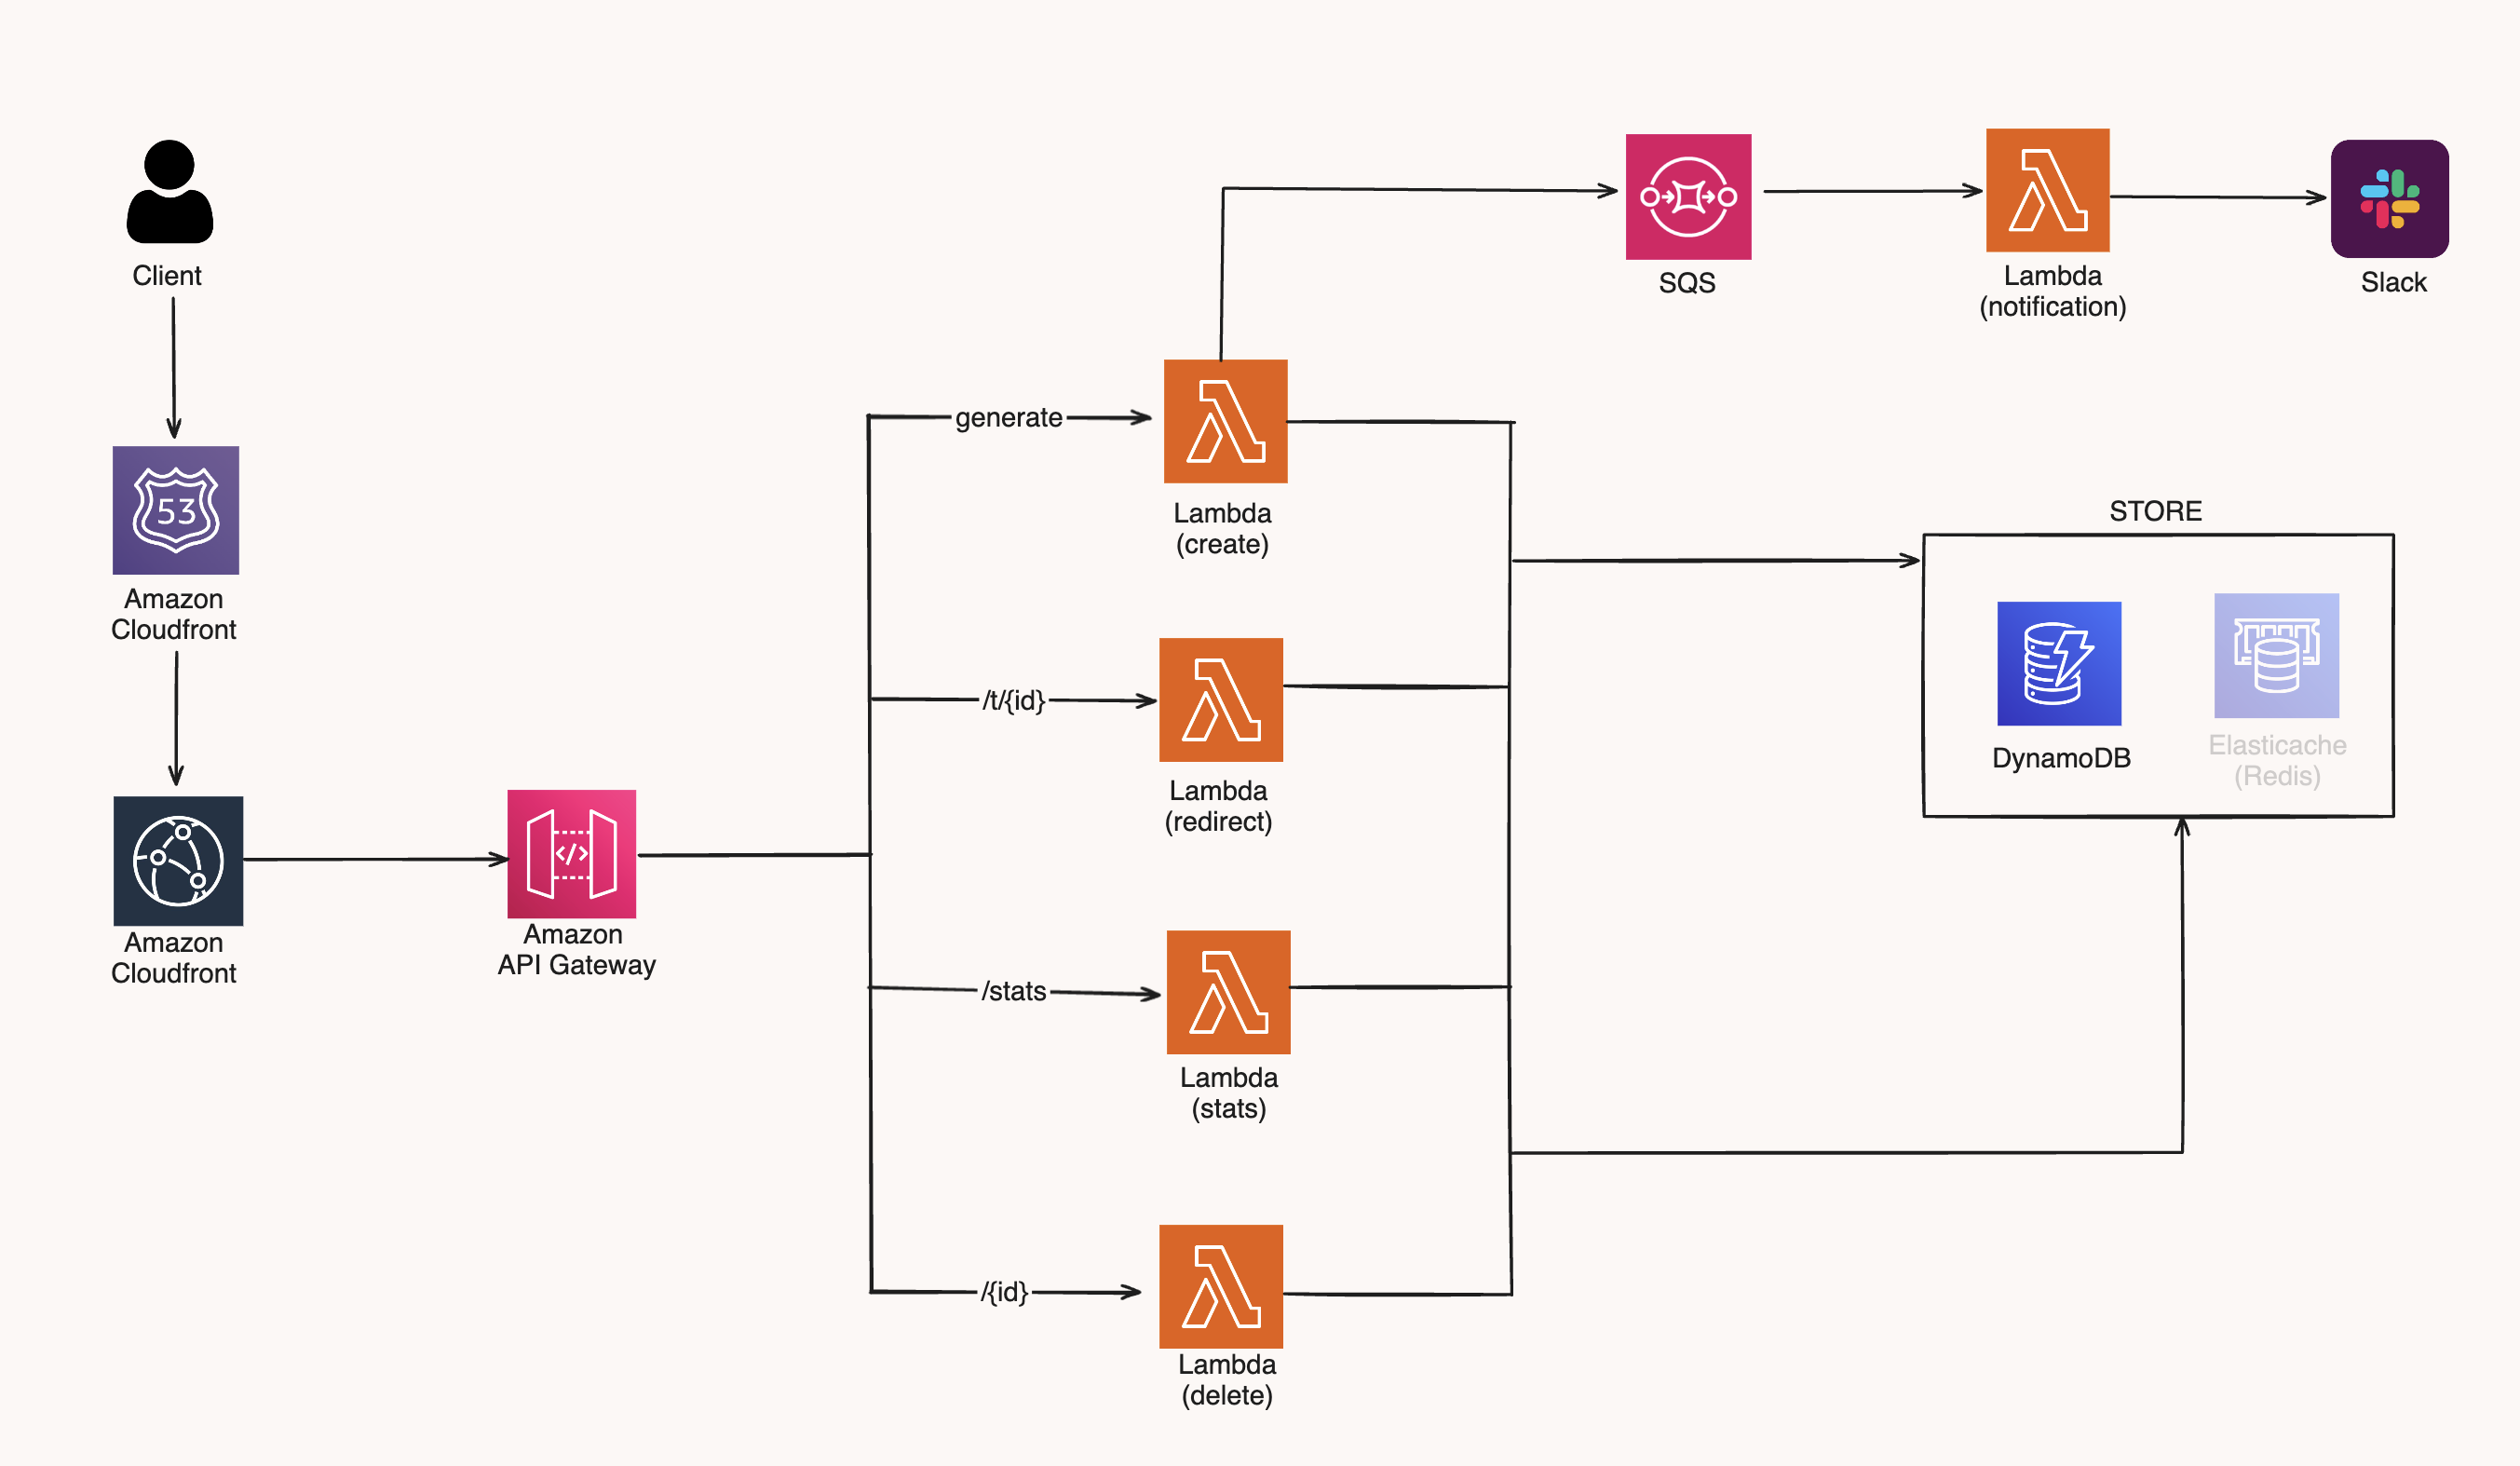 Client
53
Amazon
Cloudfront
Amazon
Cloudfront
</>
Amazon
API Gateway
generate
/t/{id}
/stats
/{id}
Lambda
(create)
Lambda
(redirect)
Lambda
(stats)
Lambda
(delete)
SQS
Lambda
(notification)
Slack
STORE
DynamoDB
Elasticache
(Redis)